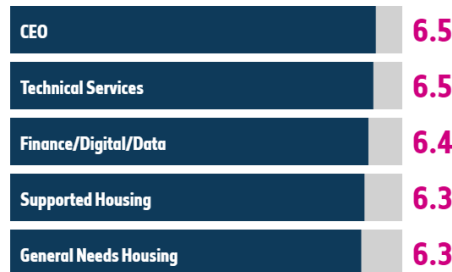 CEO 6.5
Technical Services 6.5
Finance/Digital/Data 6.4
Supported Housing 6.3
General Needs Housing 6.3